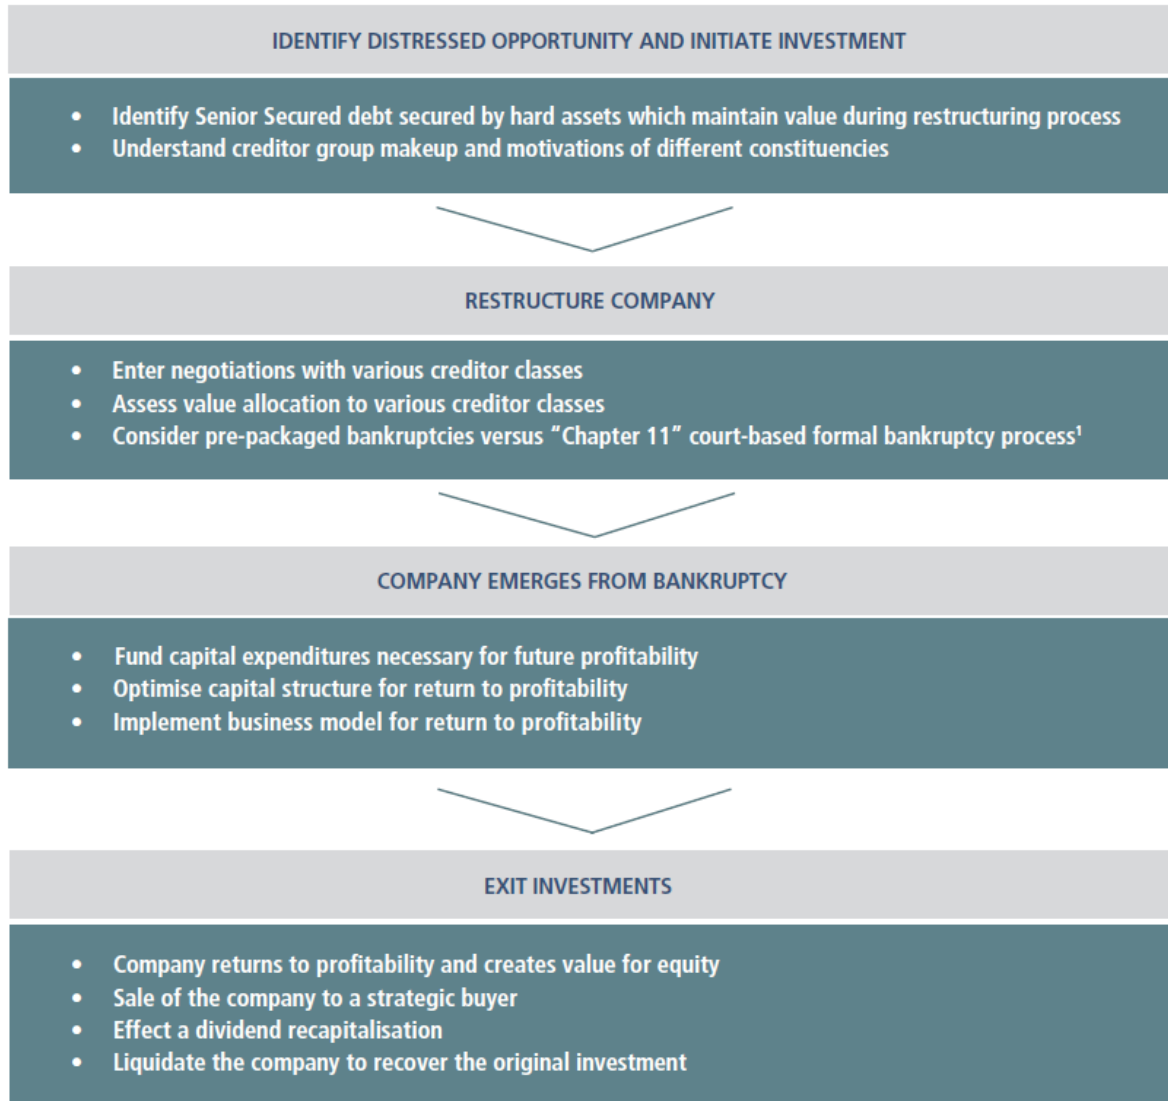 IDENTIFY DISTRESSED OPPORTUNITY AND INITIATE INVESTMENT
• Identify Senior Secured debt secured by hard assets which maintain value during restructuring process
• Understand creditor group makeup and motivations of different constituencies
RESTRUCTURE COMPANY
• Enter negotiations with various creditor classes
• Assess value allocation to various creditor classes
• Consider pre-packaged bankruptcies versus “Chapter 11” court-based formal bankruptcy process¹
COMPANY EMERGES FROM BANKRUPTCY
• Fund capital expenditures necessary for future profitability
• Optimise capital structure for return to profitability
• Implement business model for return to profitability
EXIT INVESTMENTS
• Company returns to profitability and creates value for equity
• Sale of the company to a strategic buyer
• Effect a dividend recapitalisation
• Liquidate the company to recover the original investment